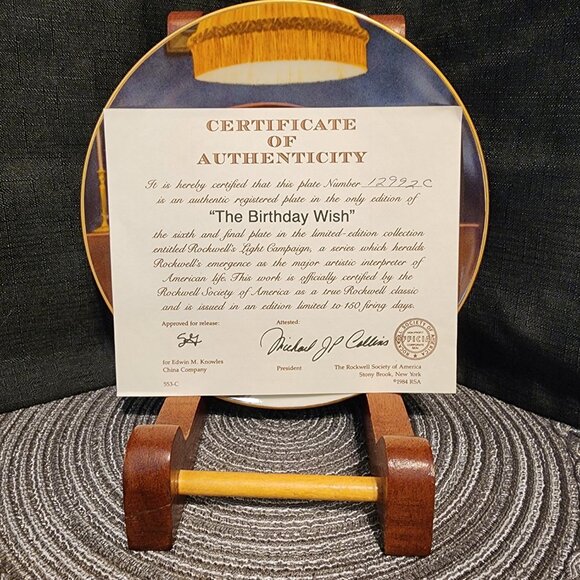 CERTIFICATE
OF
AUTHENTICITY
It is hereby certified that this plate Number 12992C
is an authentic registered plate in the only edition of
"The Birthday Wish"
the sixth and final plate in the limited-edition collection
entitled Rockwell's Light Campaign, a series which heralds
Rockwell's emergence as the major artistic interpreter of
American life. This work is officially certified by the
Rockwell Society of America as a true Rockwell classic
and is issued in an edition limited to 150 firing days.
Approved for release:
Attested:
Michael JP Collins
for Edwin M. Knowles
China Company
President
The Rockwell Society of America
Stony Brook, New York
553-C
©1984 RSA